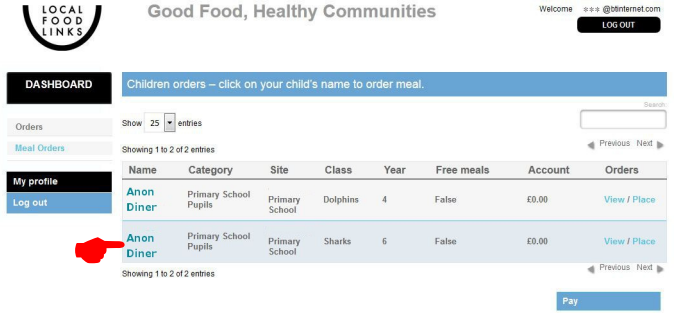 LOCAL
FOOD
LINKS
Good Food, Healthy Communities
Welcome *** @btinternet.com
LOG OUT
DASHBOARD
Children orders – click on your child's name to order meal.
Search:
Orders
Show 25 entries
Meal Orders
Showing 1 to 2 of 2 entries
Previous Next
Name Category Site Class Year Free meals Account Orders
My profile
Log out
Anon Diner Primary School Pupils Primary School Dolphins 4 False £0.00 View / Place
Anon Diner Primary School Pupils Primary School Sharks 6 False £0.00 View / Place
Showing 1 to 2 of 2 entries
Previous Next
Pay